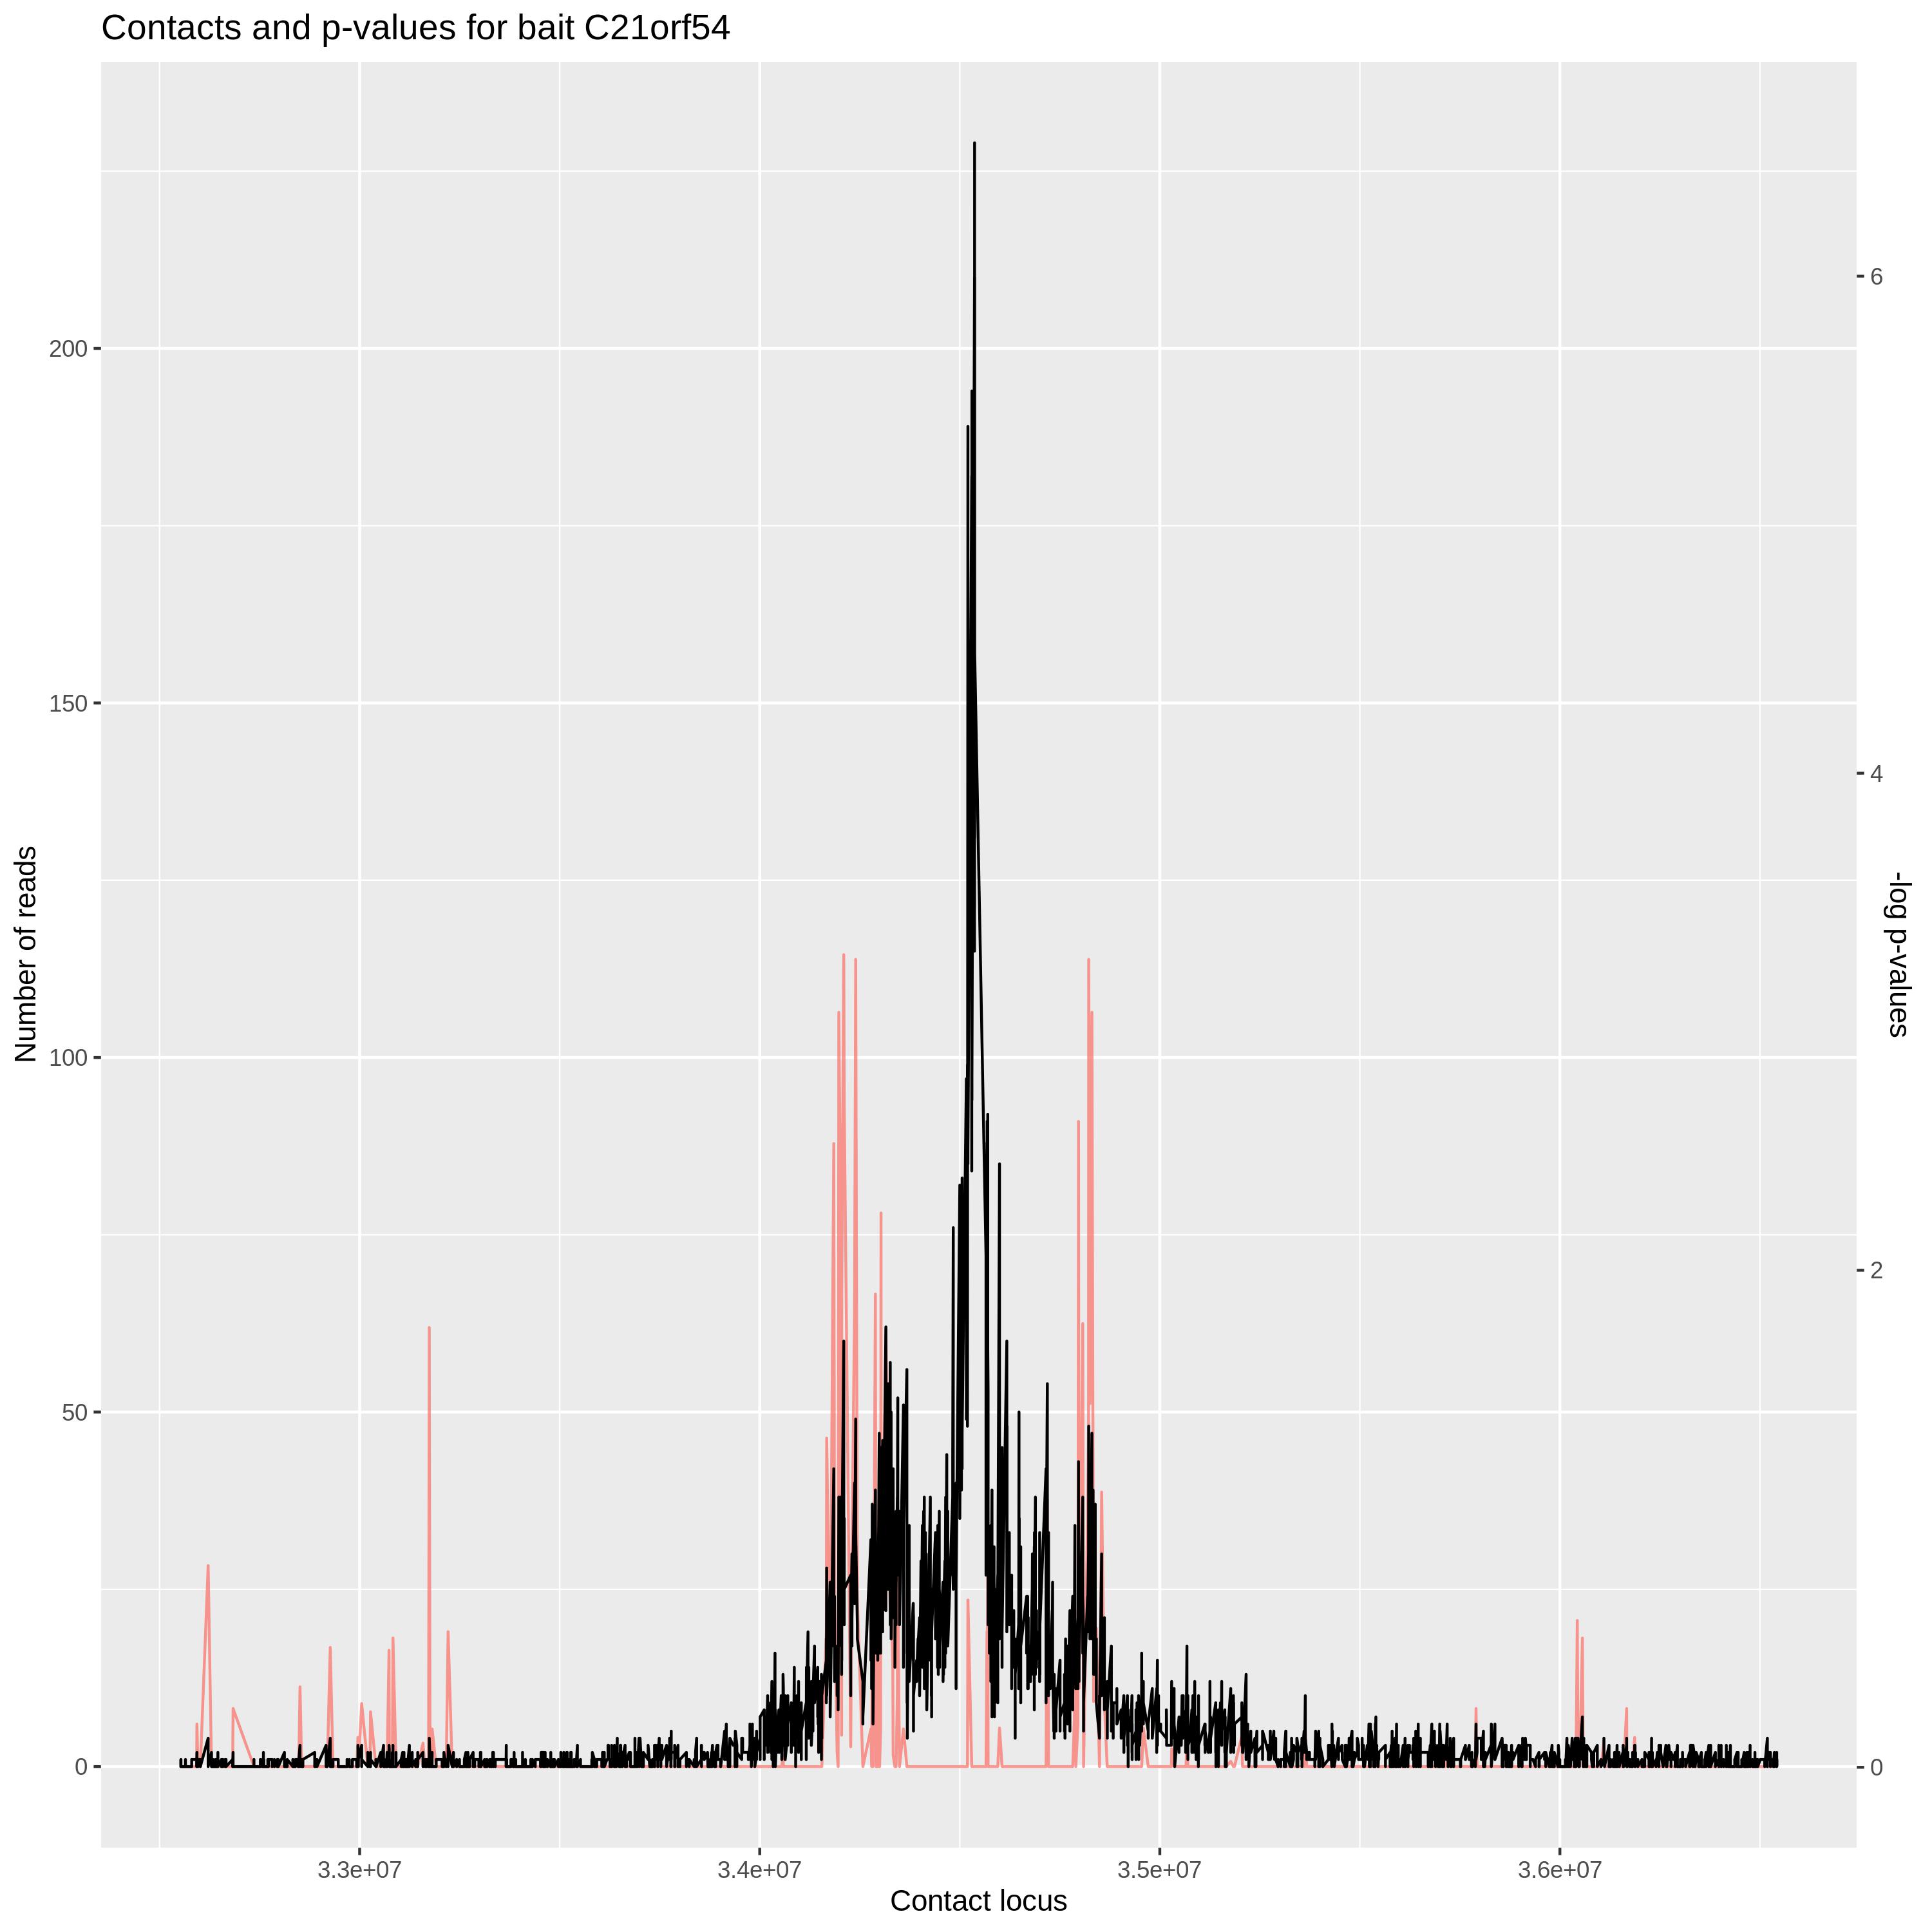 Contacts and p-values for bait C21orf54
Number of reads
200
150
100
50
0
6
4
2
0
-log p-values
3.3e+07
3.4e+07
3.5e+07
3.6e+07
Contact locus